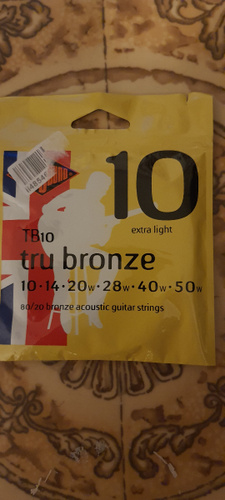 10
extra light
TB10
tru bronze
10·14·20w·28w·40w·50w
80/20 bronze acoustic guitar strings